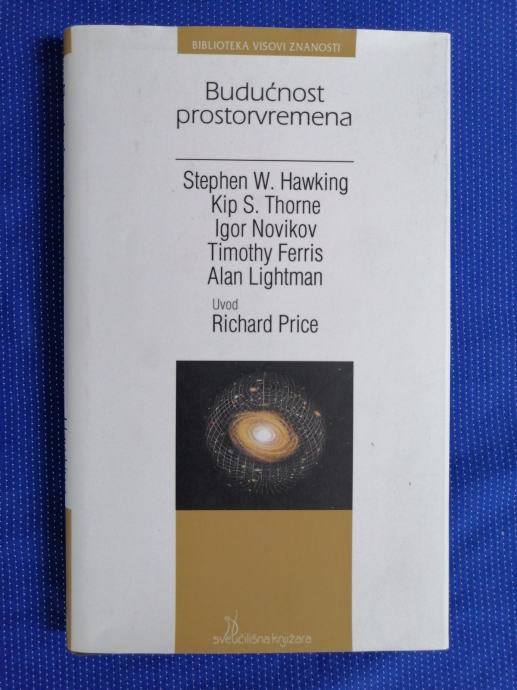 BIBLIOTEKA VISOVI ZNANOSTI
Budućnost
prostorvremena
Stephen W. Hawking
Kip S. Thorne
Igor Novikov
Timothy Ferris
Alan Lightman
Uvod
Richard Price
sveučilišna knjižara